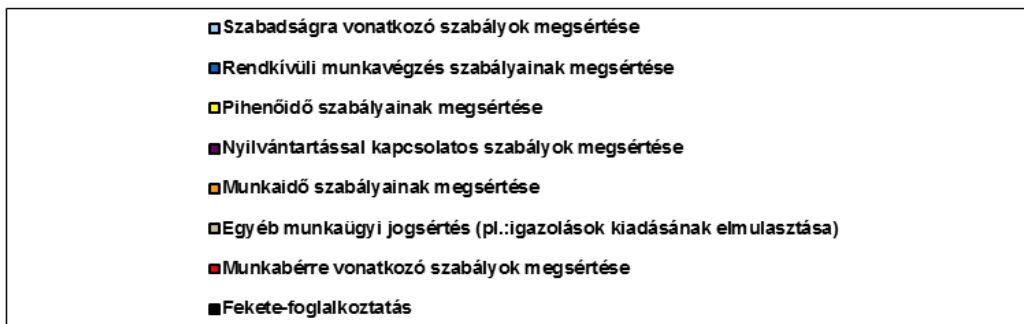 Szabadságra vonatkozó szabályok megsértése
Rendkívüli munkavégzés szabályainak megsértése
Pihenőidő szabályainak megsértése
Nyilvántartással kapcsolatos szabályok megsértése
Munkaidő szabályainak megsértése
Egyéb munkaügyi jogsértés (pl.:igazolások kiadásának elmulasztása)
Munkabérre vonatkozó szabályok megsértése
Fekete-foglalkoztatás